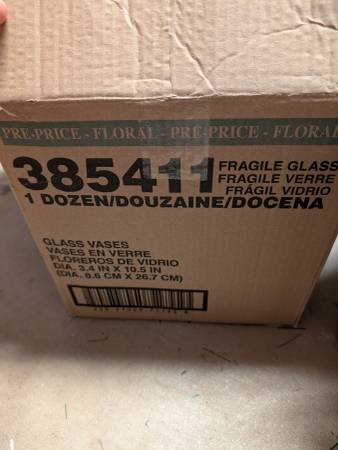 PRE-PRICE - FLORAL - PRE-PRICE - FLORAL
385411
FRAGILE GLASS
FRAGILE VERRE
FRÁGIL VIDRIO
1 DOZEN/DOUZAINE/DOCENA
GLASS VASES
VASES EN VERRE
FLOREROS DE VIDRIO
DIA. 3.4 IN X 10.5 IN
(DIA. 8.6 CM X 26.7 CM)